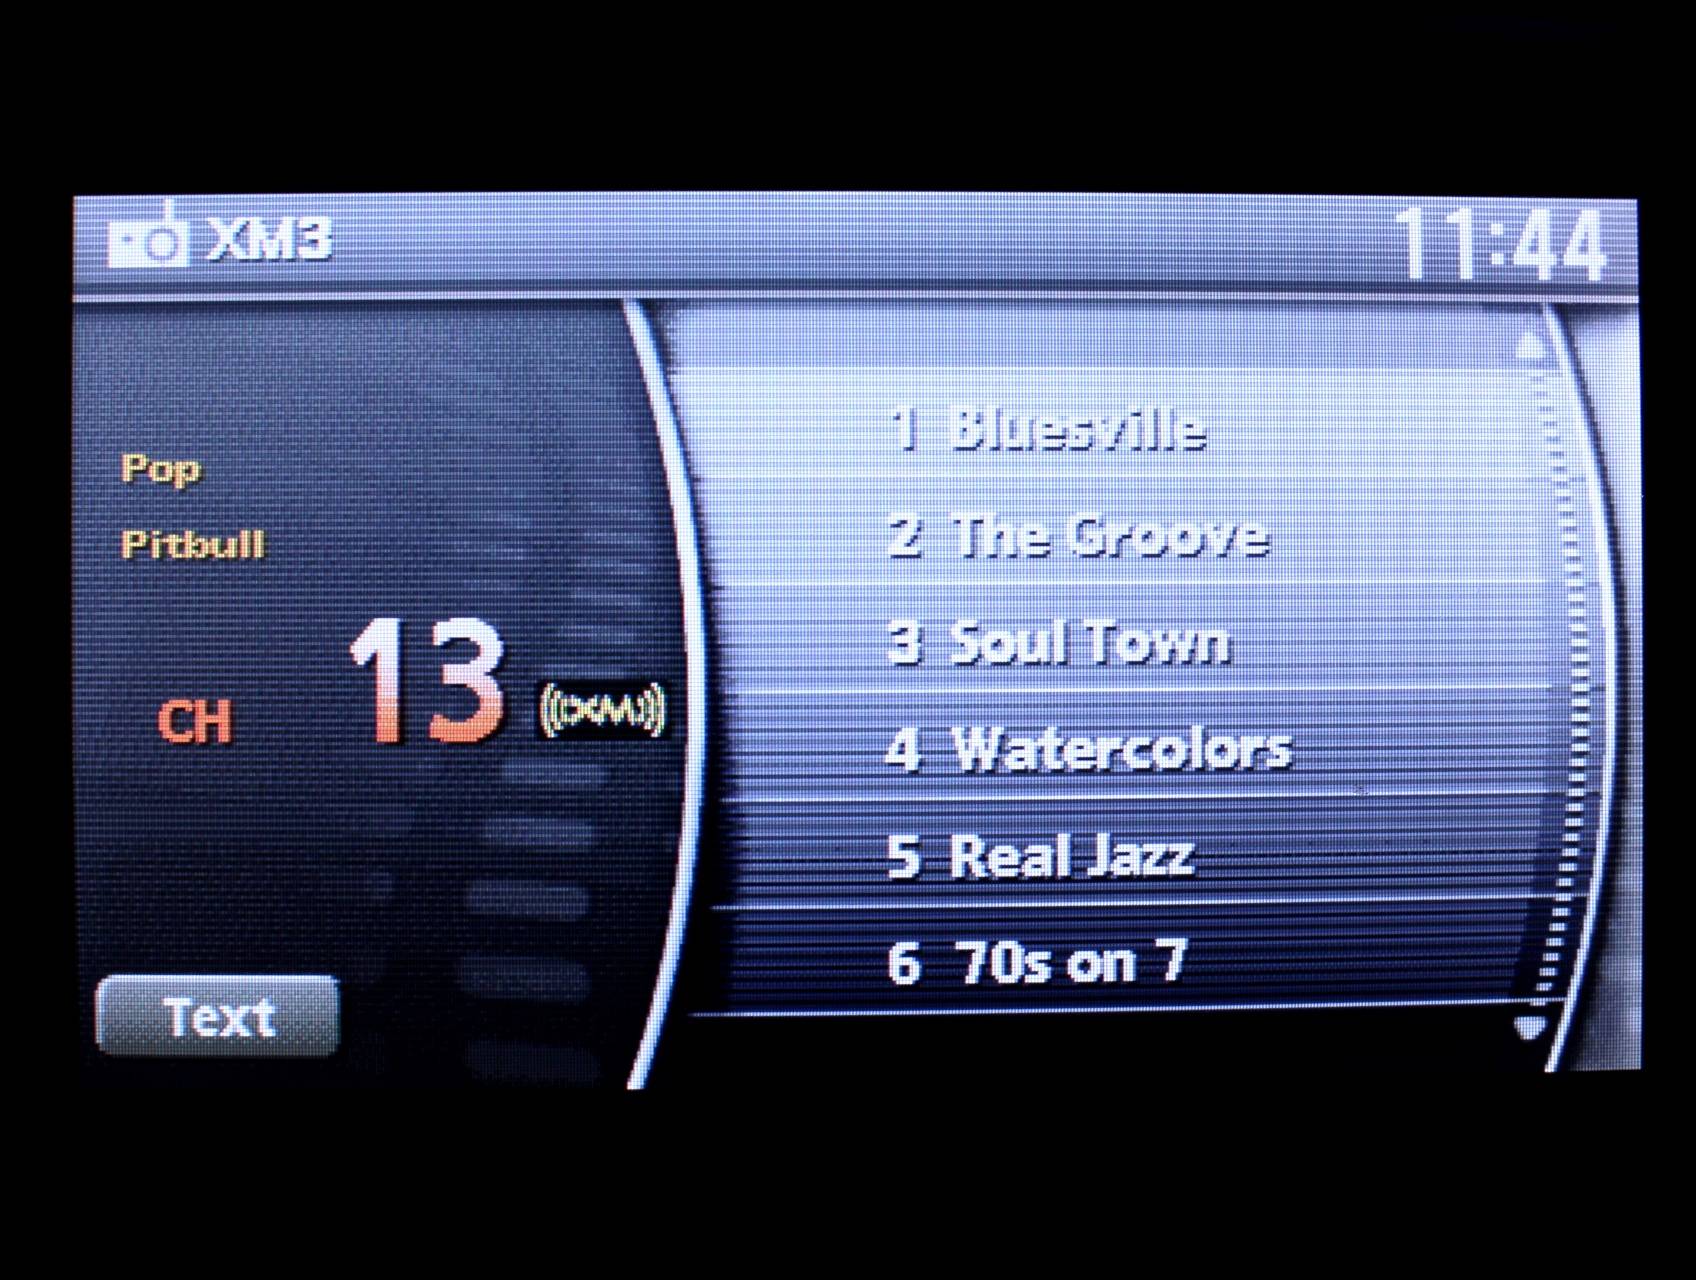 XM3
11:44
Pop
Pitbull
CH 13 ((XM))
Text
1 Bluesville
2 The Groove
3 Soul Town
4 Watercolors
5 Real Jazz
6 70s on 7